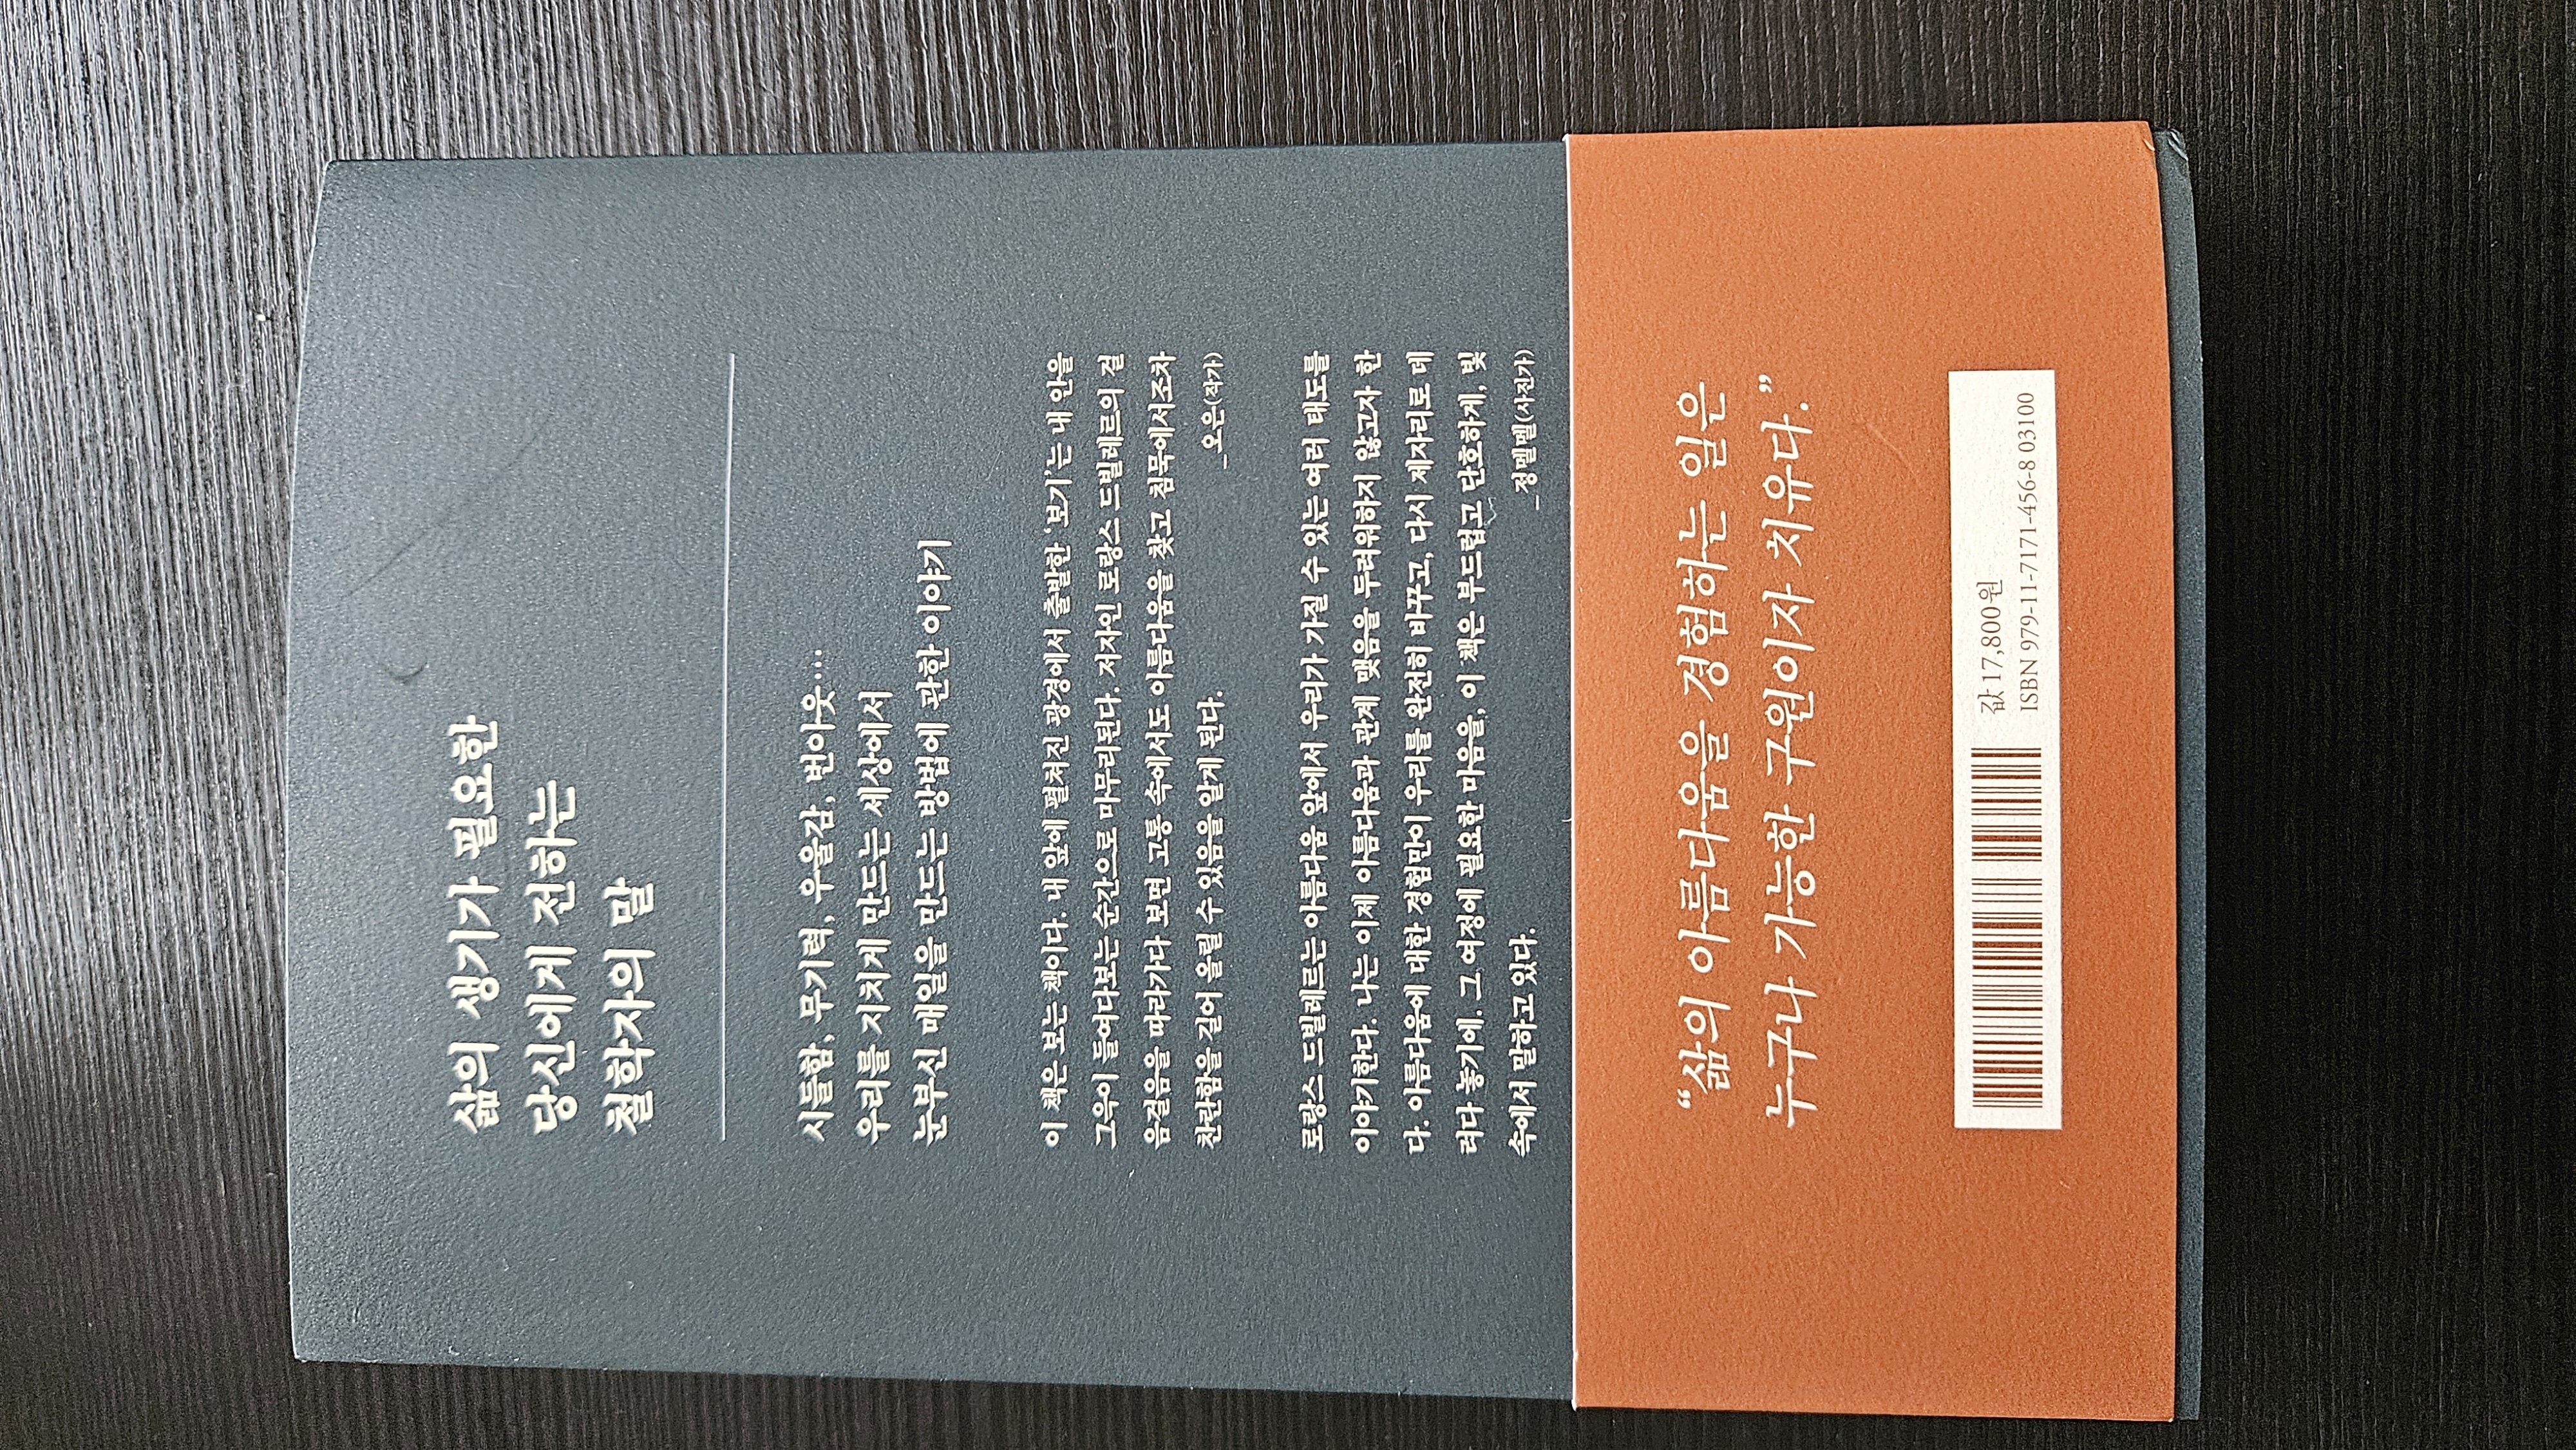 삶의 생기가 필요한
당신에게 전하는
철학자의 말
시들함, 무기력, 우울감, 번아웃…
우리를 지치게 만드는 세상에서
눈부신 매일을 만드는 방법에 관한 이야기
이 책은 보는 책이다. 내 앞에 펼쳐진 광경에서 출발한 ‘보기’는 내 안을
그윽이 들여다보는 순간으로 마무리된다. 저자인 로랑스 드빌레르의 걸
음걸음을 따라가다 보면 고통 속에서도 아름다움을 찾고 침묵에서조차
찬란함을 길어 올릴 수 있음을 알게 된다.
_오은(작가)
로랑스 드빌레르는 아름다움 앞에서 우리가 가질 수 있는 여러 태도를
이야기한다. 나는 이제 아름다움과 관계 맺음을 두려워하지 않고자 한
다. 아름다움에 대한 경험만이 우리를 완전히 바꾸고, 다시 제자리로 데
려다 놓기에. 그 여정에 필요한 마음을, 이 책은 부드럽고 단호하게, 빛
속에서 말하고 있다.
_정멜멜(사진가)
“삶의 아름다움을 경험하는 일은
누구나 가능한 구원이자 치유다.”
값 17,800원
ISBN 979-11-7171-456-8 03100